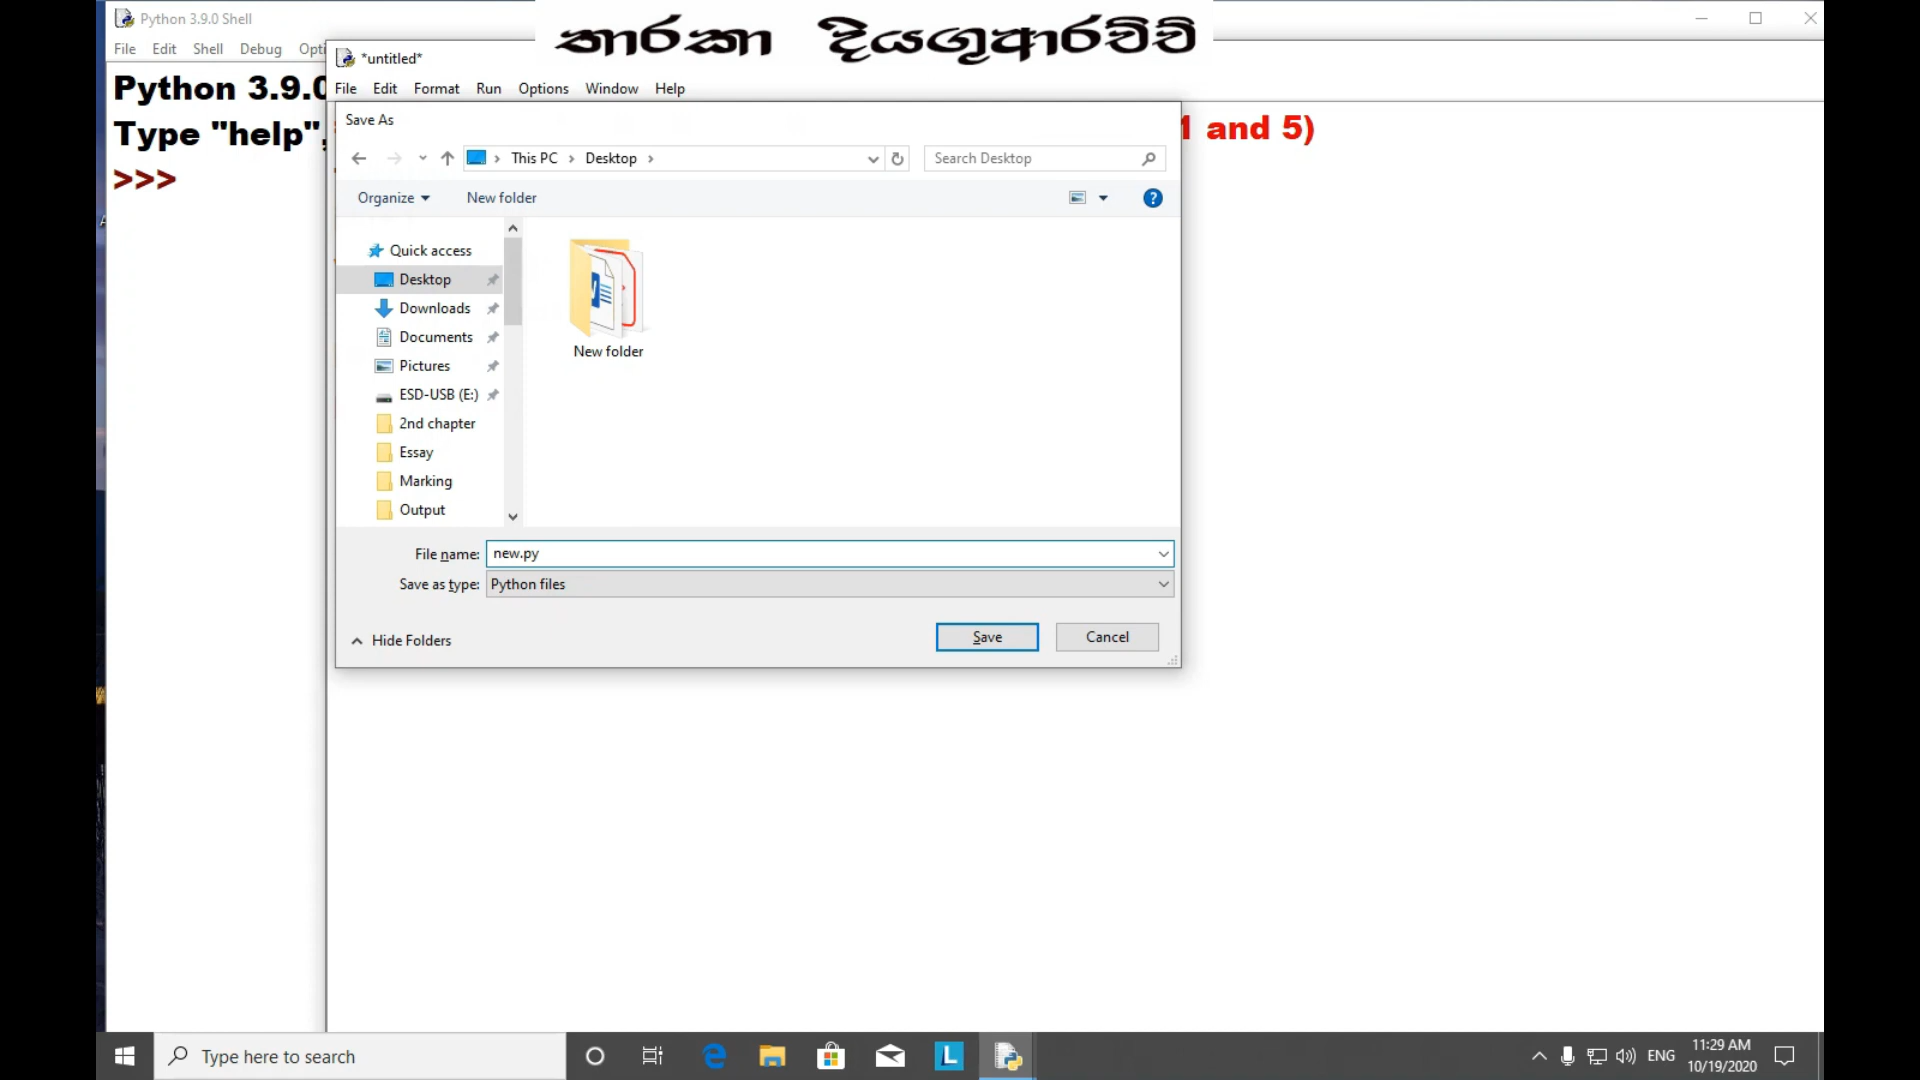 Python 3.9.0 Shell
තාරකා දියගුආරච්චි
File Edit Shell Debug
*untitled*
File Edit Format Run Options Window Help
Python 3.9.0
Type "help",
>>>
1 and 5)
Save As
This PC > Desktop >
Search Desktop
Organize New folder
Quick access
Desktop
Downloads
Documents
Pictures
ESD-USB (E:)
2nd chapter
Essay
Marking
Output
New folder
File name: new.py
Save as type: Python files
Hide Folders
Save Cancel
Type here to search
ENG
11:29 AM
10/19/2020